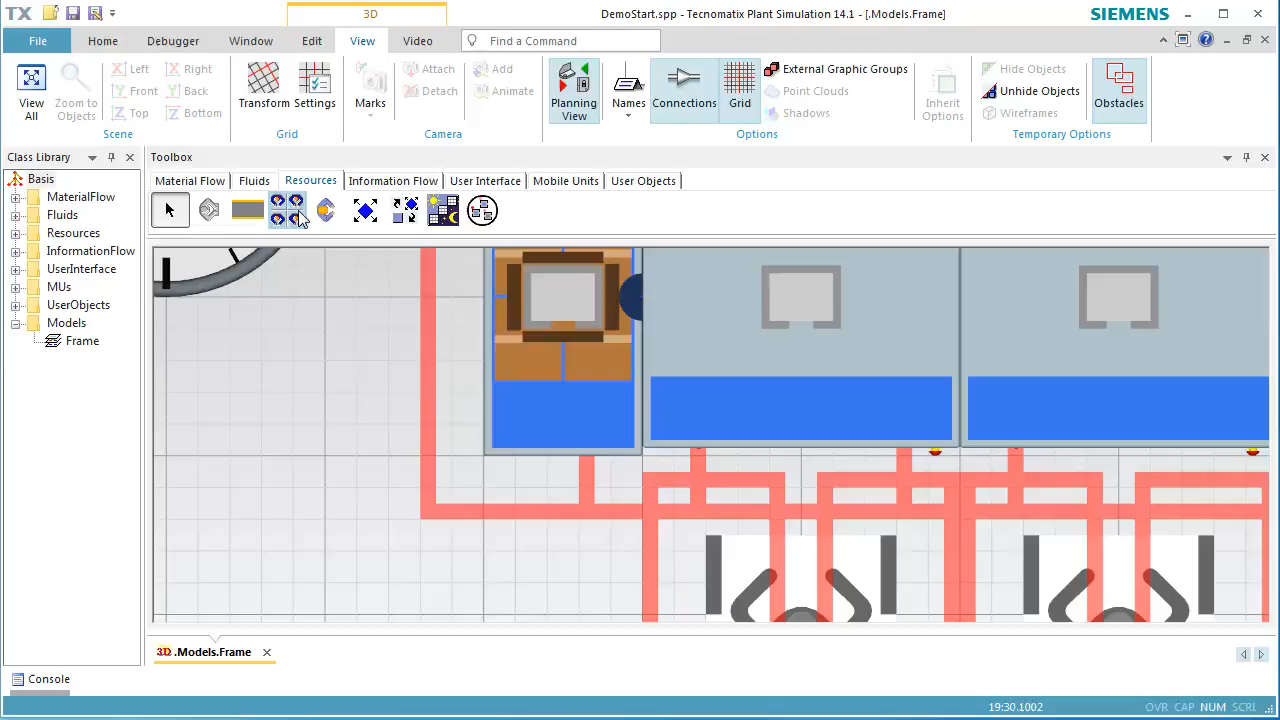 TX
3D
DemoStart.spp - Tecnomatix Plant Simulation 14.1 - [.Models.Frame]
SIEMENS
File Home Debugger Window Edit View Video Find a Command
Left Right Attach Add External Graphic Groups Hide Objects
Front Back Detach Animate Point Clouds Unhide Objects
Top Bottom Shadows Wireframes
View All Zoom to Objects Transform Settings Marks Planning View Names Connections Grid Inherit Options Obstacles
Scene Grid Camera Options Temporary Options
Class Library Toolbox
Material Flow Fluids Resources Information Flow User Interface Mobile Units User Objects
Basis
MaterialFlow
Fluids
Resources
InformationFlow
UserInterface
MUs
UserObjects
Models
Frame
3D .Models.Frame
Console
19:30.1002 OVR CAP NUM SCRL